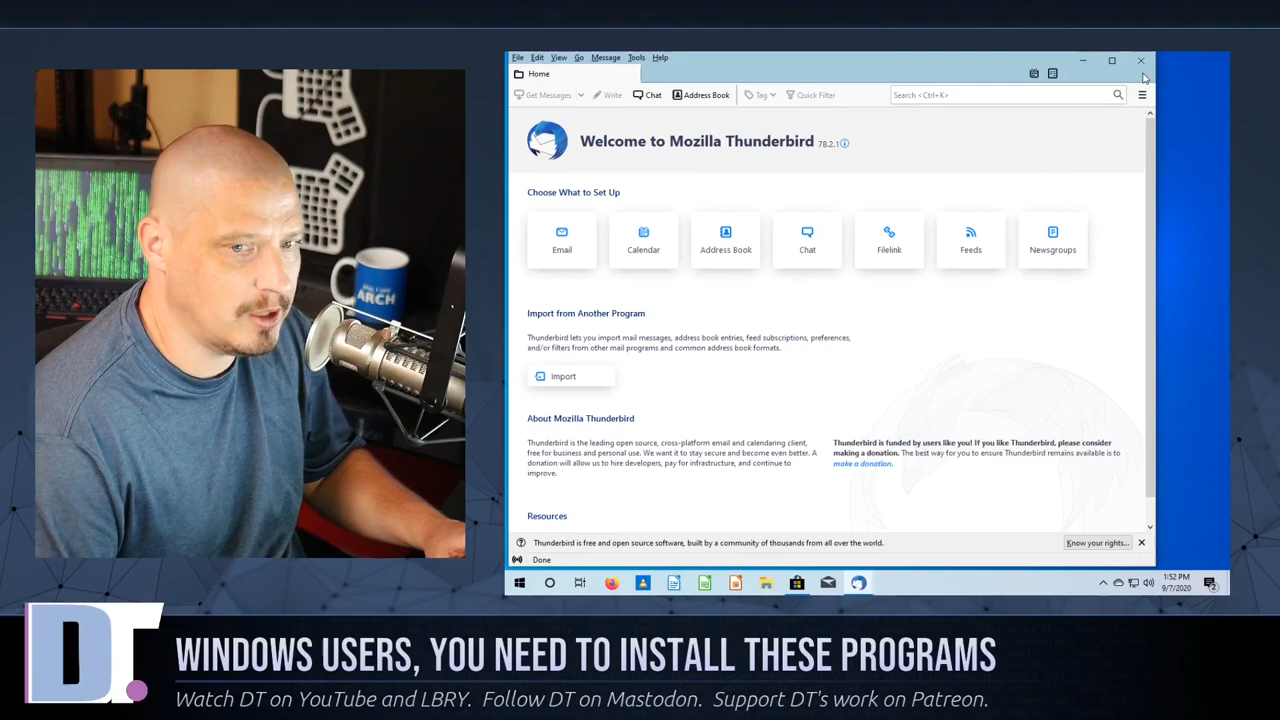 File Edit View Go Message Tools Help
Home
Get Messages Write Chat Address Book Tag Quick Filter Search <Ctrl+K>
Welcome to Mozilla Thunderbird 78.2.1
Choose What to Set Up
Email Calendar Address Book Chat Filelink Feeds Newsgroups
Import from Another Program
Thunderbird lets you import mail messages, address book entries, feed subscriptions, preferences,
and/or filters from other mail programs and common address book formats.
Import
About Mozilla Thunderbird
Thunderbird is the leading open source, cross-platform email and calendaring client,
free for business and personal use. We want it to stay secure and become even better. A
donation will allow us to hire developers, pay for infrastructure, and continue to
improve.
Thunderbird is funded by users like you! If you like Thunderbird, please consider
making a donation. The best way for you to ensure Thunderbird remains available is to
make a donation.
Resources
Thunderbird is free and open source software, built by a community of thousands from all over the world.
Know your rights...
Done
1:52 PM
9/7/2020
2
ARCH
DT
WINDOWS USERS, YOU NEED TO INSTALL THESE PROGRAMS
Watch DT on YouTube and LBRY. Follow DT on Mastodon. Support DT's work on Patreon.